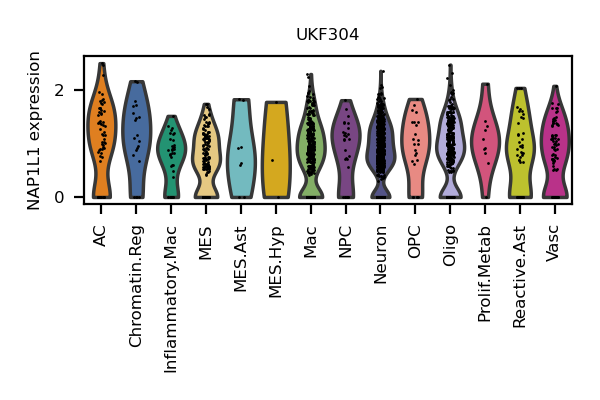 UKF304
NAP1L1 expression
2
0
AC
Chromatin.Reg
Inflammatory.Mac
MES
MES.Ast
MES.Hyp
Mac
NPC
Neuron
OPC
Oligo
Prolif.Metab
Reactive.Ast
Vasc